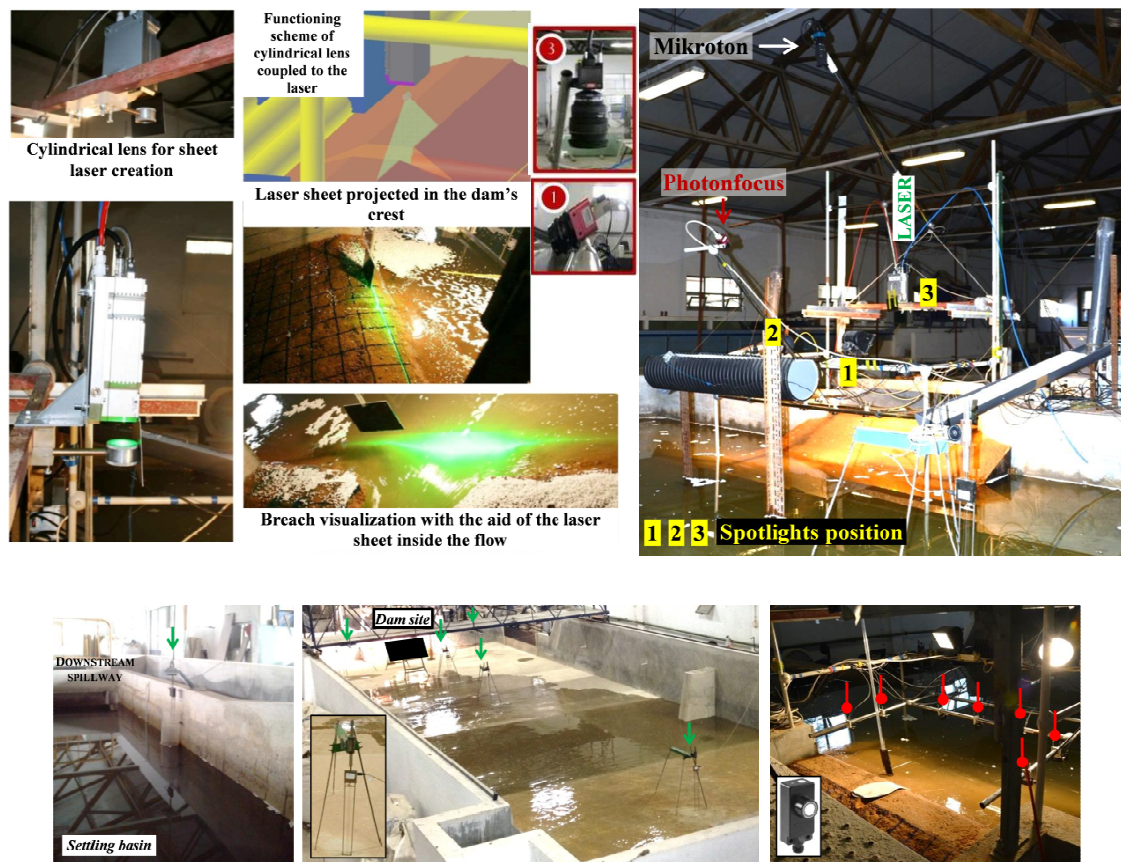 Functioning
scheme of
cylindrical lens
coupled to the
laser
3
Cylindrical lens for sheet
laser creation
Laser sheet projected in the dam's
crest
1
Breach visualization with the aid of the laser
sheet inside the flow
Mikroton
Photonfocus
LASER
3
2
1
1 2 3 Spotlights position
DOWNSTREAM
SPILLWAY
Settling basin
Dam site